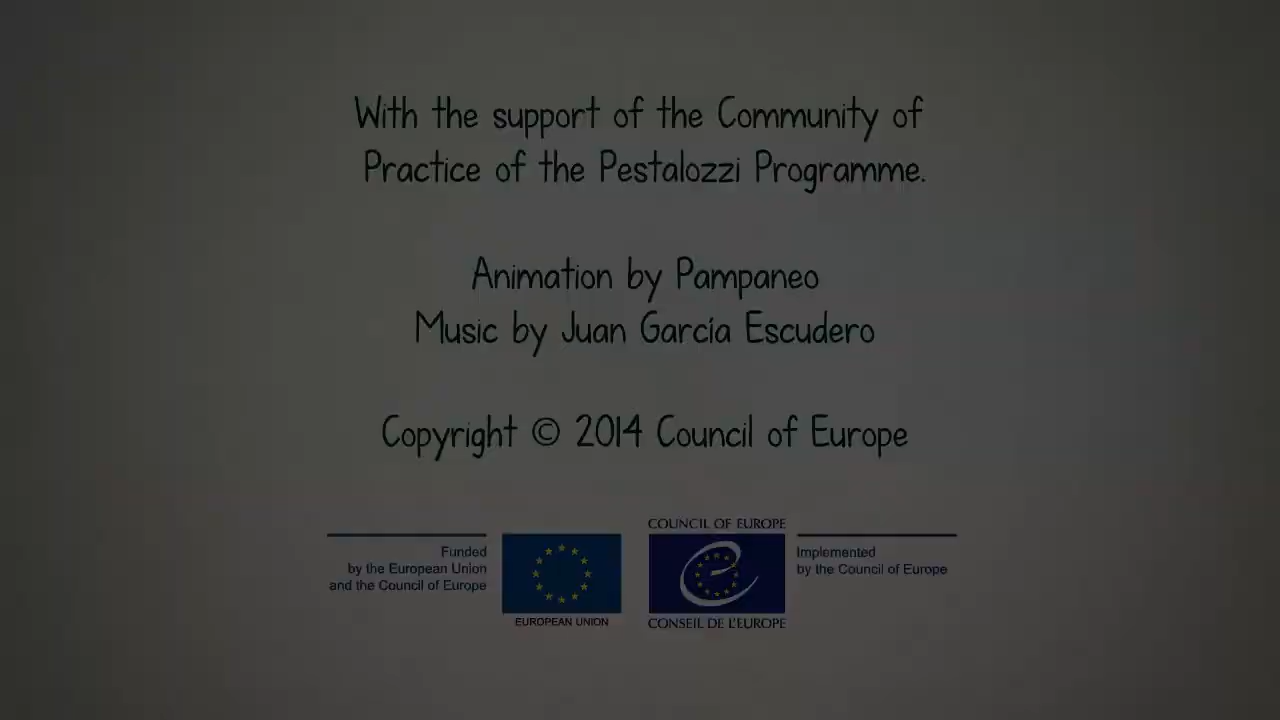 With the support of the Community of
Practice of the Pestalozzi Programme.
Animation by Pampaneo
Music by Juan García Escudero
Copyright © 2014 Council of Europe
Funded
by the European Union
and the Council of Europe
EUROPEAN UNION
COUNCIL OF EUROPE
CONSEIL DE L'EUROPE
Implemented
by the Council of Europe